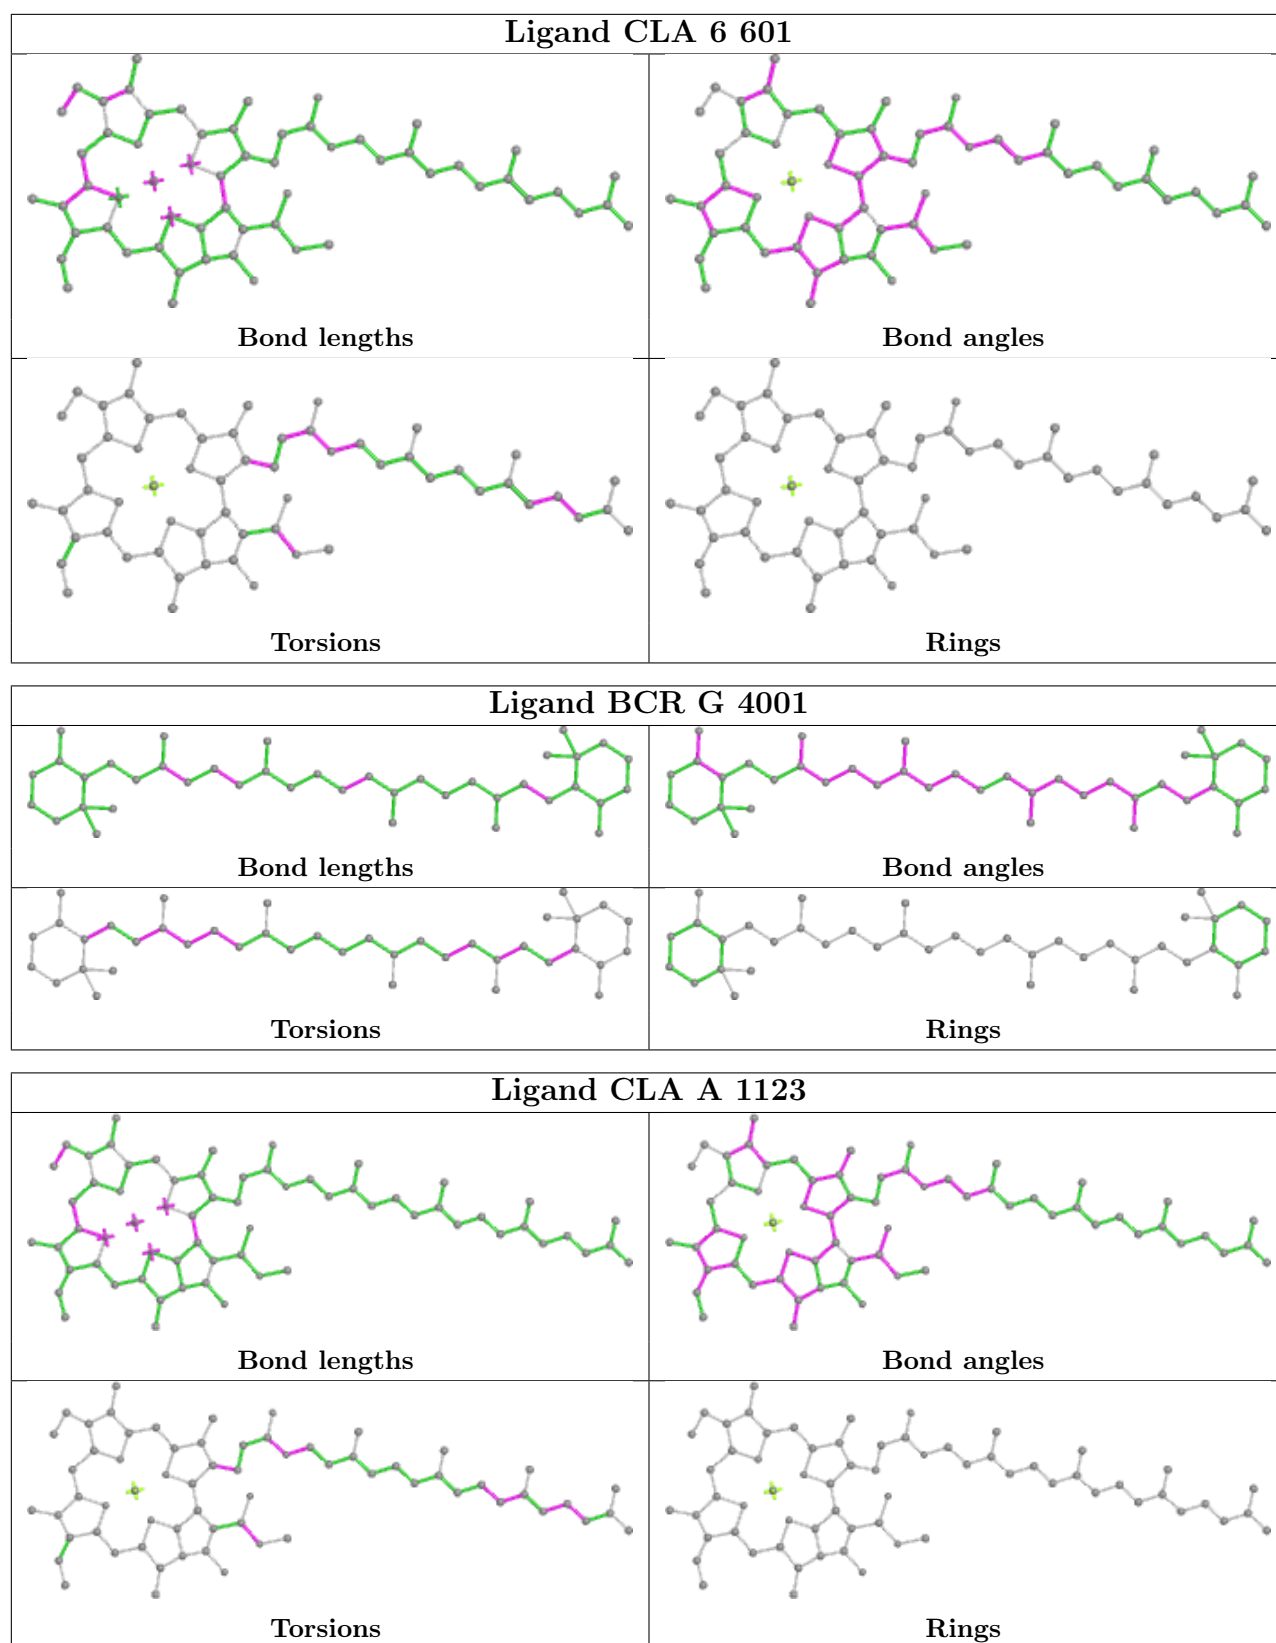 Ligand CLA 6 601
Bond lengths
Bond angles
Torsions
Rings
Ligand BCR G 4001
Bond lengths
Bond angles
Torsions
Rings
Ligand CLA A 1123
Bond lengths
Bond angles
Torsions
Rings